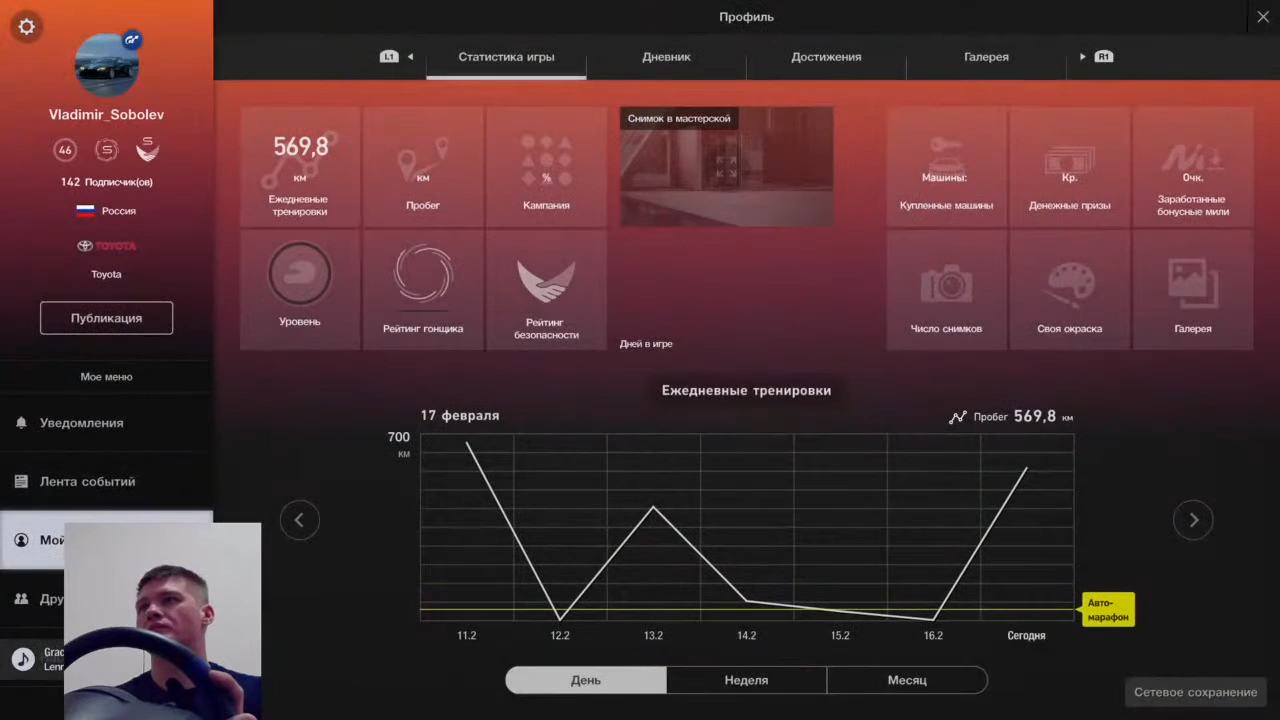 Профиль
L1
Статистика игры
Дневник
Достижения
Галерея
R1
GT
Vladimir_Sobolev
46
S
S
142 Подписчик(ов)
Россия
TOYOTA
Toyota
Публикация
Мое меню
Уведомления
Лента событий
Мой
Дру
569,8
км
Ежедневные
тренировки
км
Пробег
%
Кампания
Снимок в мастерской
Машины:
Купленные машины
Кр.
Денежные призы
Очк.
Заработанные
бонусные мили
Уровень
Рейтинг гонщика
Рейтинг
безопасности
Дней в игре
Число снимков
Своя окраска
Галерея
Ежедневные тренировки
17 февраля
Пробег 569,8 км
700
км
Авто-
марафон
11.2
12.2
13.2
14.2
15.2
16.2
Сегодня
День
Неделя
Месяц
Сетевое сохранение